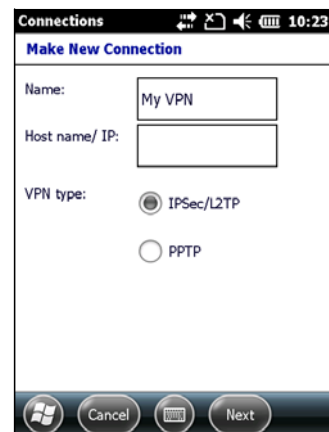 Connections 10:23
Make New Connection
Name:
My VPN
Host name/ IP:
VPN type:
IPSec/L2TP
PPTP
Cancel Next